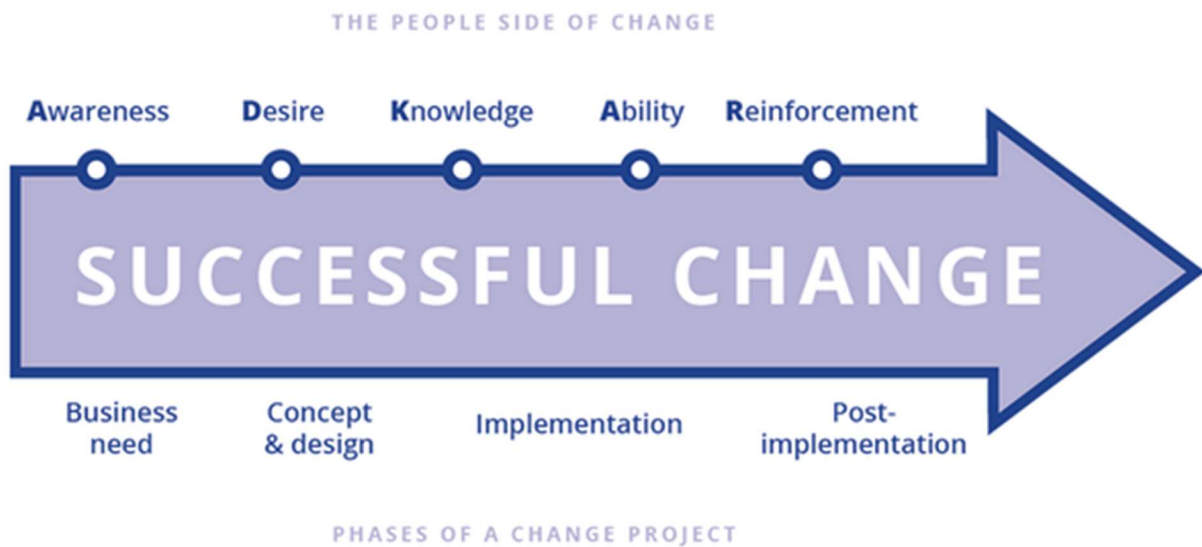 THE PEOPLE SIDE OF CHANGE
Awareness Desire Knowledge Ability Reinforcement
SUCCESSFUL CHANGE
Business
need
Concept
& design
Implementation
Post-
implementation
PHASES OF A CHANGE PROJECT